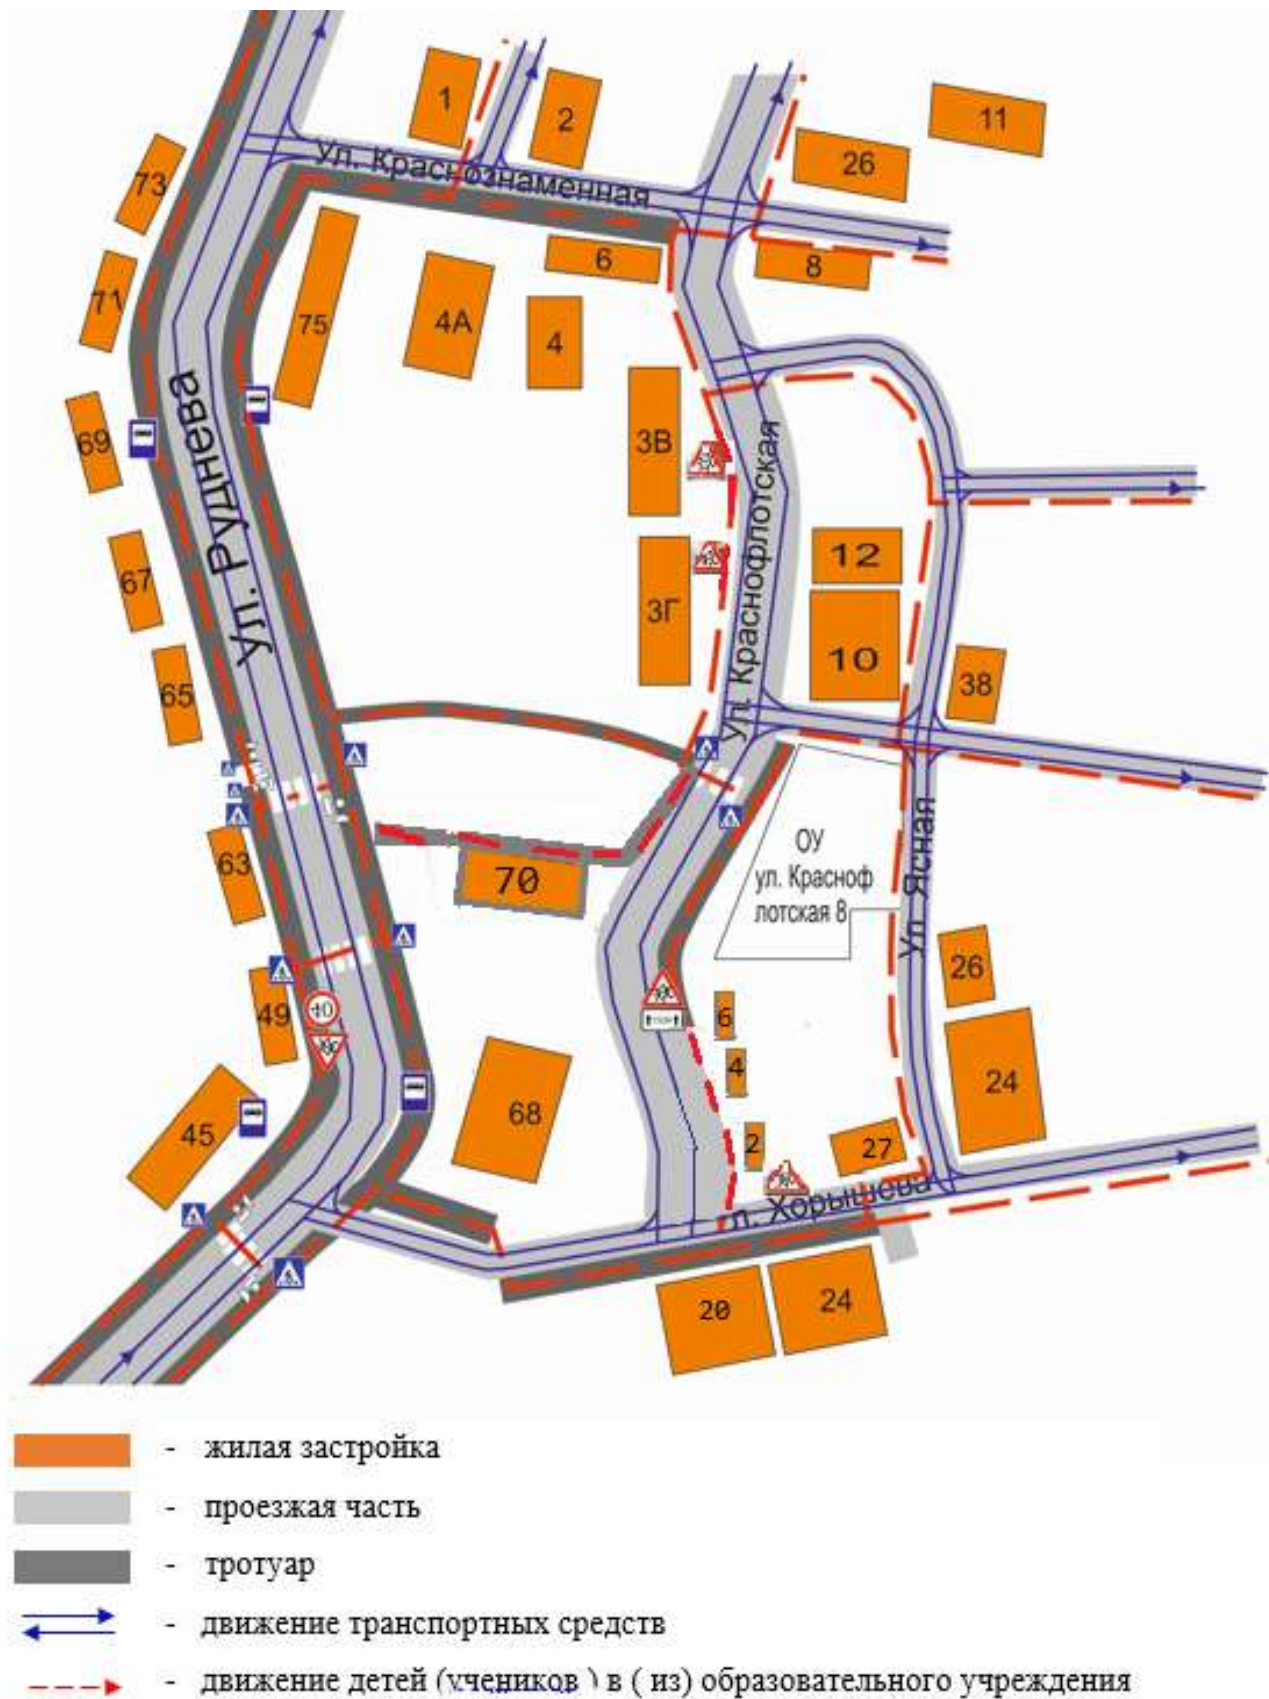 1
2
11
26
Ул. Краснознаменная
73
6
8
71
75
4А
4
69
Ул. Руднева
3В
Ул. Краснофлотская
67
12
3Г
10
65
38
ОУ
ул. Красноф
лотская 8
63
70
Ул. Ясная
26
49
40
6
4
24
68
45
2
27
л. Хорышева
20
24
- жилая застройка
- проезжая часть
- тротуар
- движение транспортных средств
- движение детей (учеников ) в ( из) образовательного учреждения